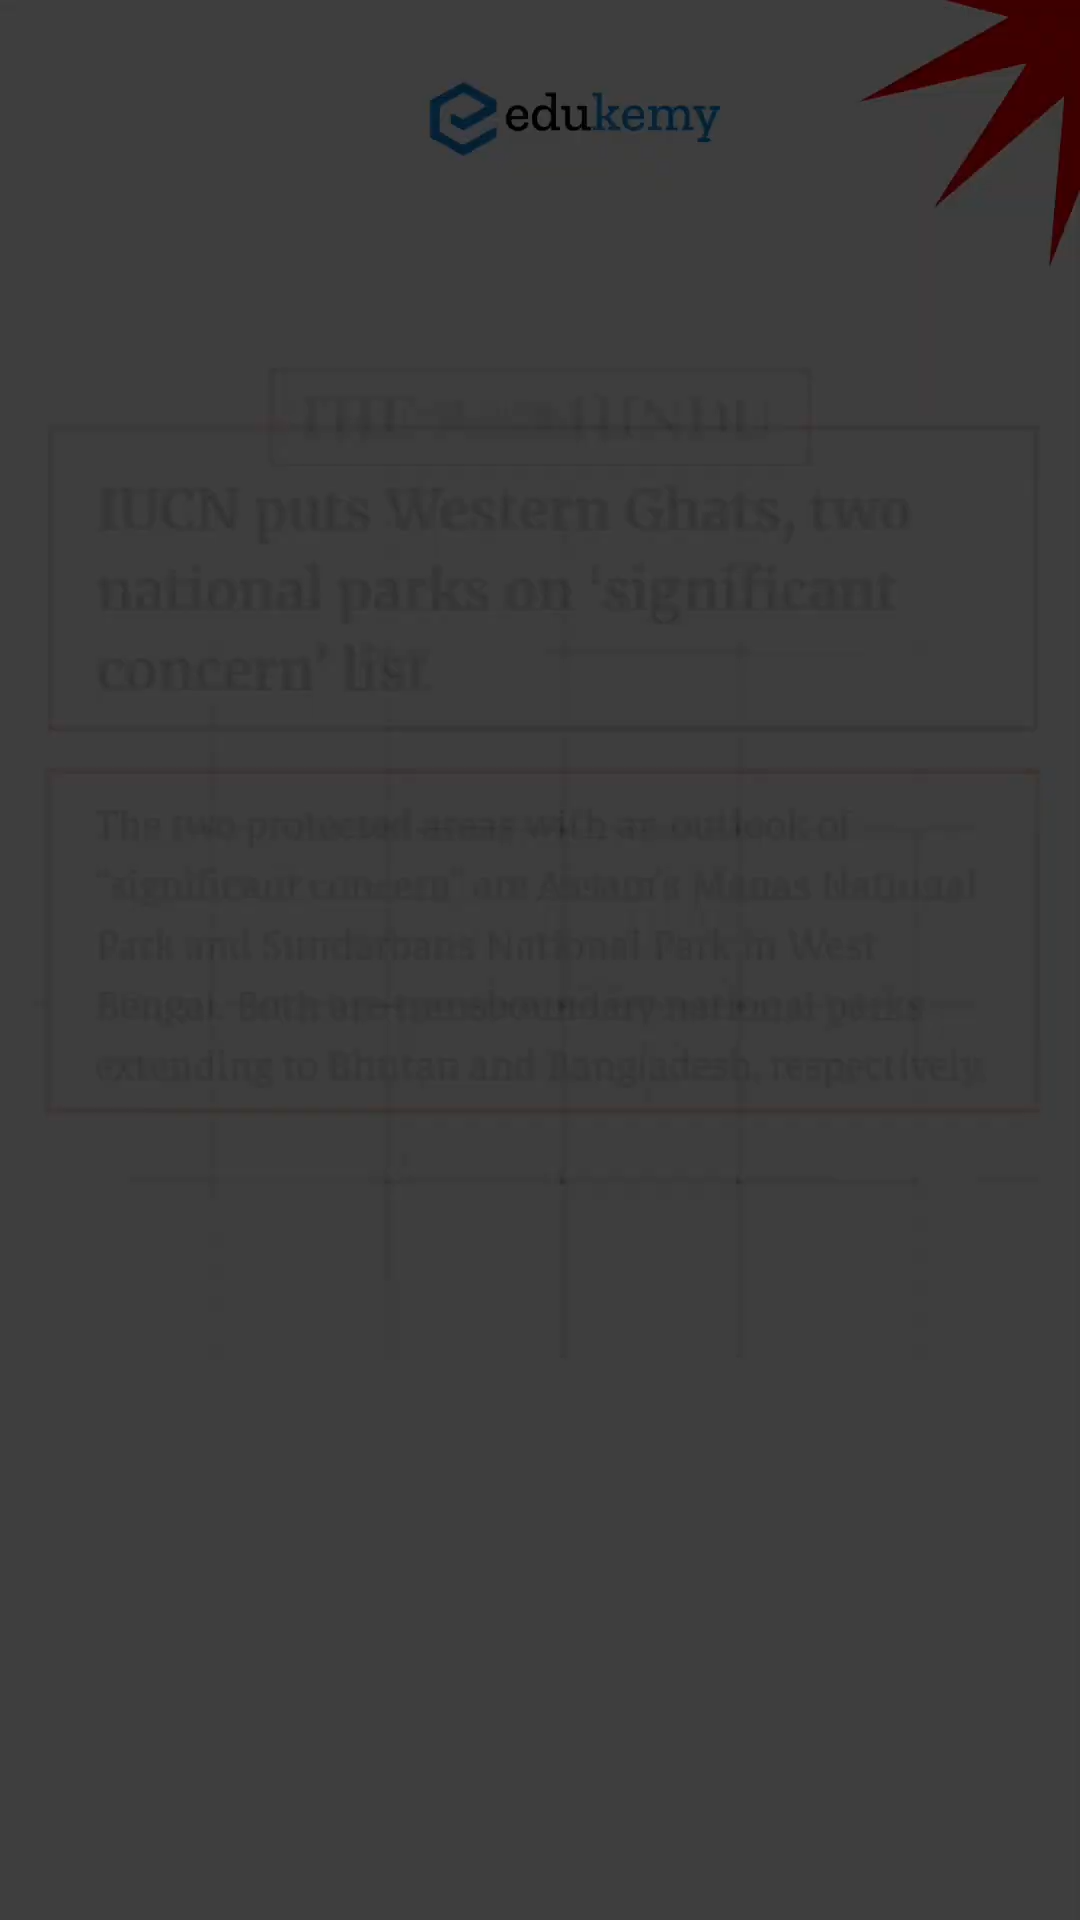 edukemy
THE HINDU
IUCN puts Western Ghats, two
national parks on ‘significant
concern’ list
The two protected areas with an outlook of
“significant concern” are Assam’s Manas National
Park and Sundarbans National Park in West
Bengal. Both are transboundary national parks
extending to Bhutan and Bangladesh, respectively.